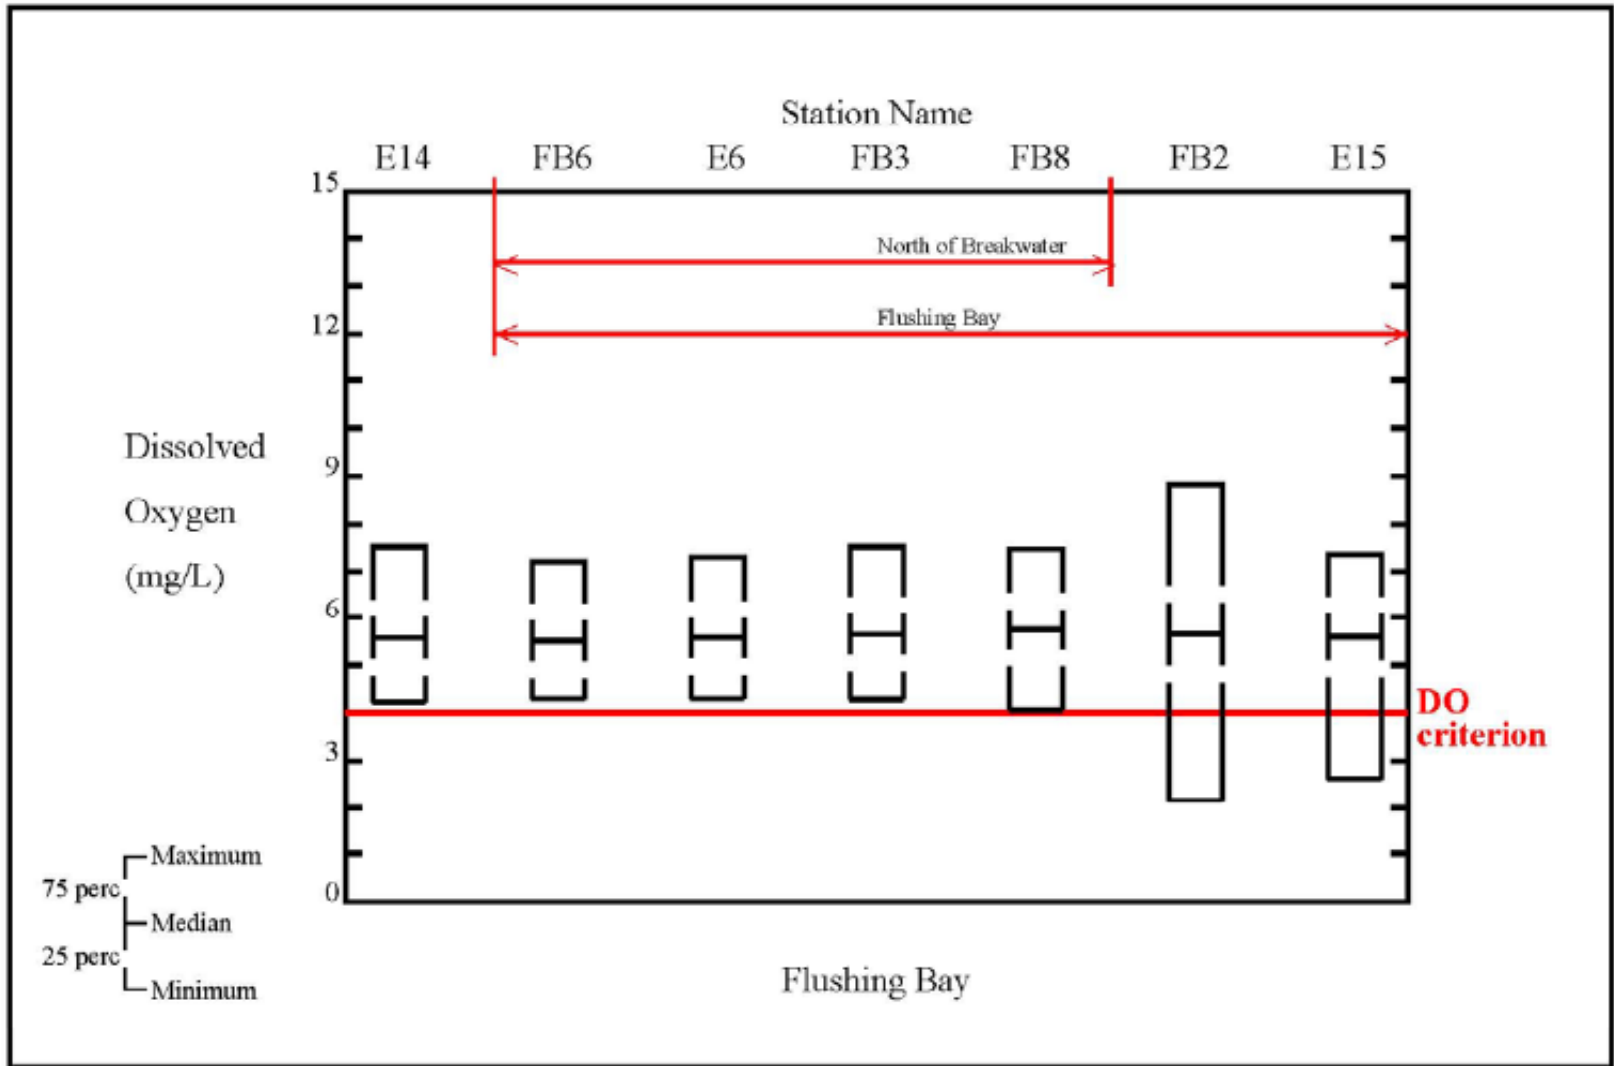 Station Name
E14 FB6 E6 FB3 FB8 FB2 E15
15
North of Breakwater
Flushing Bay
12
9
6
3
0
Dissolved
Oxygen
(mg/L)
DO
criterion
Maximum
75 perc
Median
25 perc
Minimum
Flushing Bay